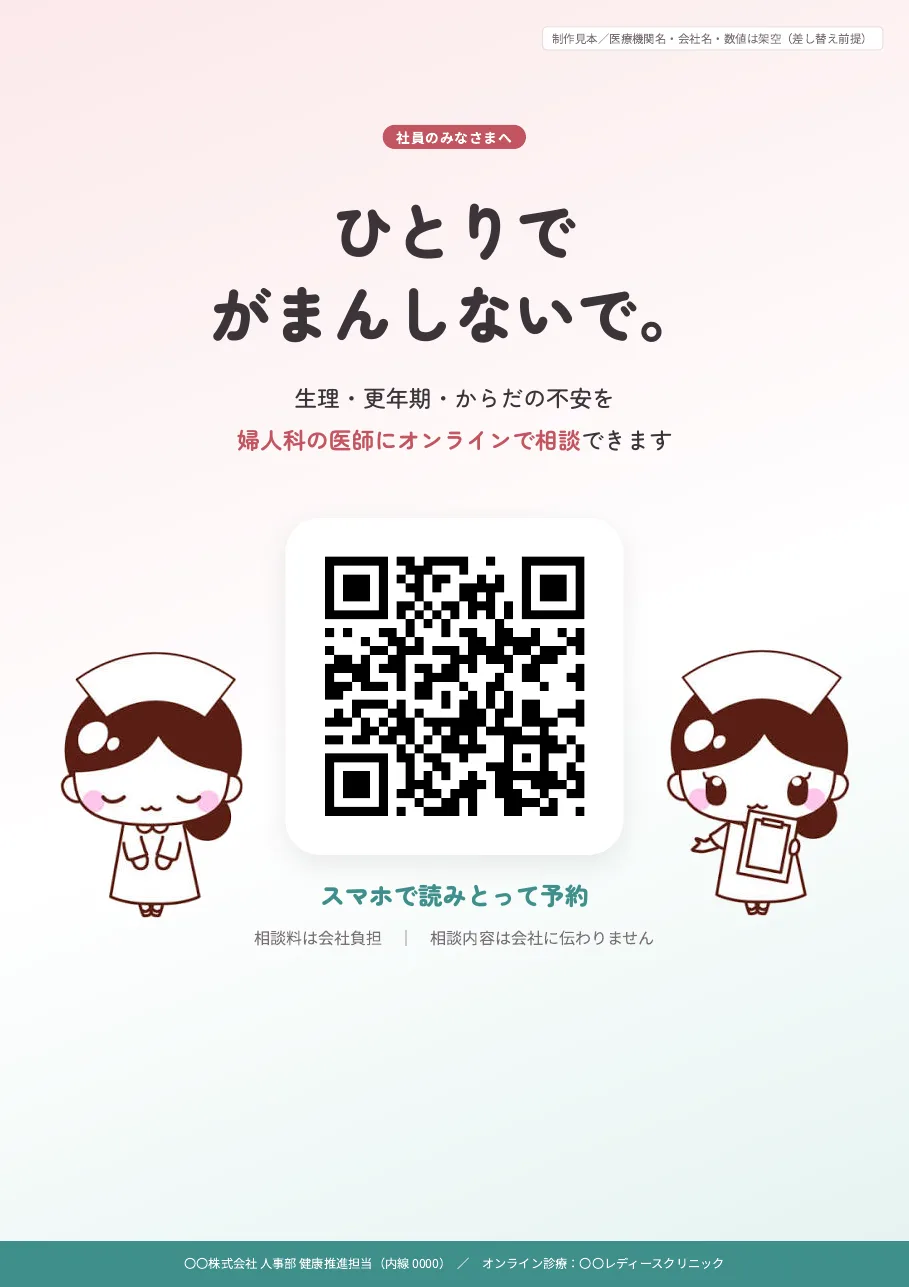 制作見本／医療機関名・会社名・数値は架空（差し替え前提）
社員のみなさまへ
ひとりで
がまんしないで。
生理・更年期・からだの不安を
婦人科の医師にオンラインで相談できます
スマホで読みとって予約
相談料は会社負担　｜　相談内容は会社に伝わりません
〇〇株式会社 人事部 健康推進担当（内線 0000）　／　オンライン診療：〇〇レディースクリニック